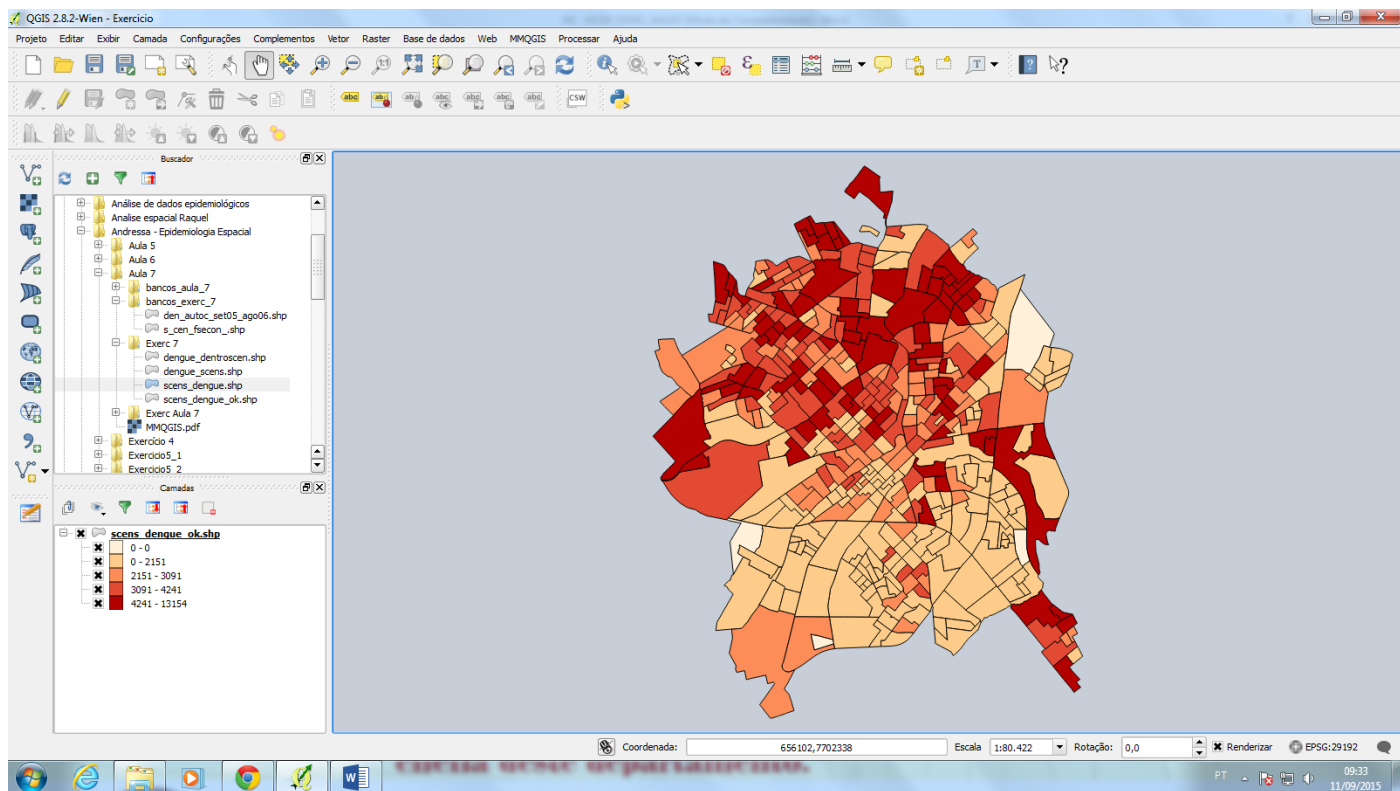 QGIS 2.8.2-Wien - Exercicio
Projeto Editar Exibir Camada Configurações Complementos Vetor Raster Base de dados Web MMQGIS Processar Ajuda
Buscador
Análise de dados epidemiológicos
Analise espacial Raquel
Andressa - Epidemiologia Espacial
Aula 5
Aula 6
Aula 7
bancos_aula_7
bancos_exerc_7
den_autoc_set05_ago06.shp
s_cen_fsecon_.shp
Exerc 7
dengue_dentroscen.shp
dengue_scens.shp
scens_dengue.shp
scens_dengue_ok.shp
Exerc Aula 7
MMQGIS.pdf
Exercício 4
Exercicio5_1
Exercicio5_2
Camadas
scens_dengue_ok.shp
0 - 0
0 - 2151
2151 - 3091
3091 - 4241
4241 - 13154
Coordenada: 656102,7702338 Escala 1:80.422 Rotação: 0,0 Renderizar EPSG:29192
PT 09:33
11/09/2015